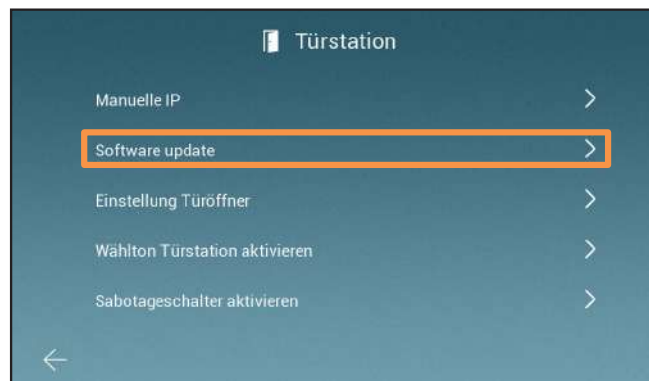 Türstation
Manuelle IP
Software update
Einstellung Türöffner
Wählton Türstation aktivieren
Sabotageschalter aktivieren